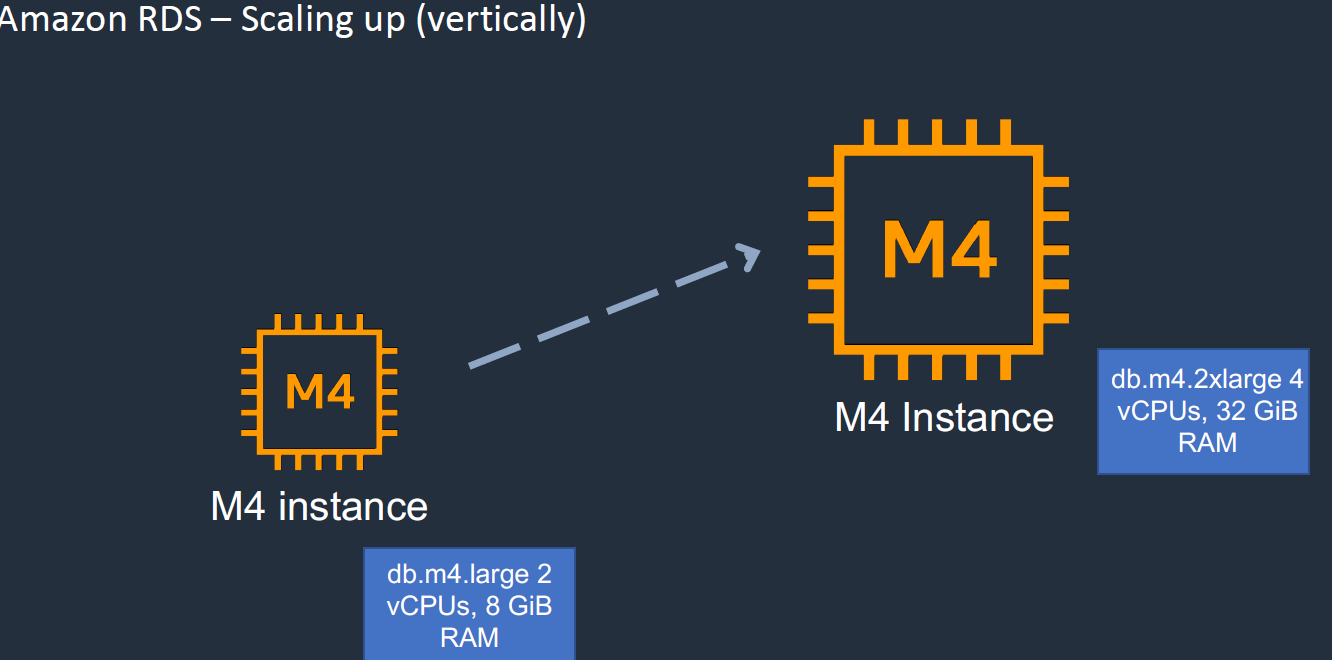 Amazon RDS – Scaling up (vertically)
M4
M4 Instance
db.m4.2xlarge 4
vCPUs, 32 GiB
RAM
M4
M4 instance
db.m4.large 2
vCPUs, 8 GiB
RAM